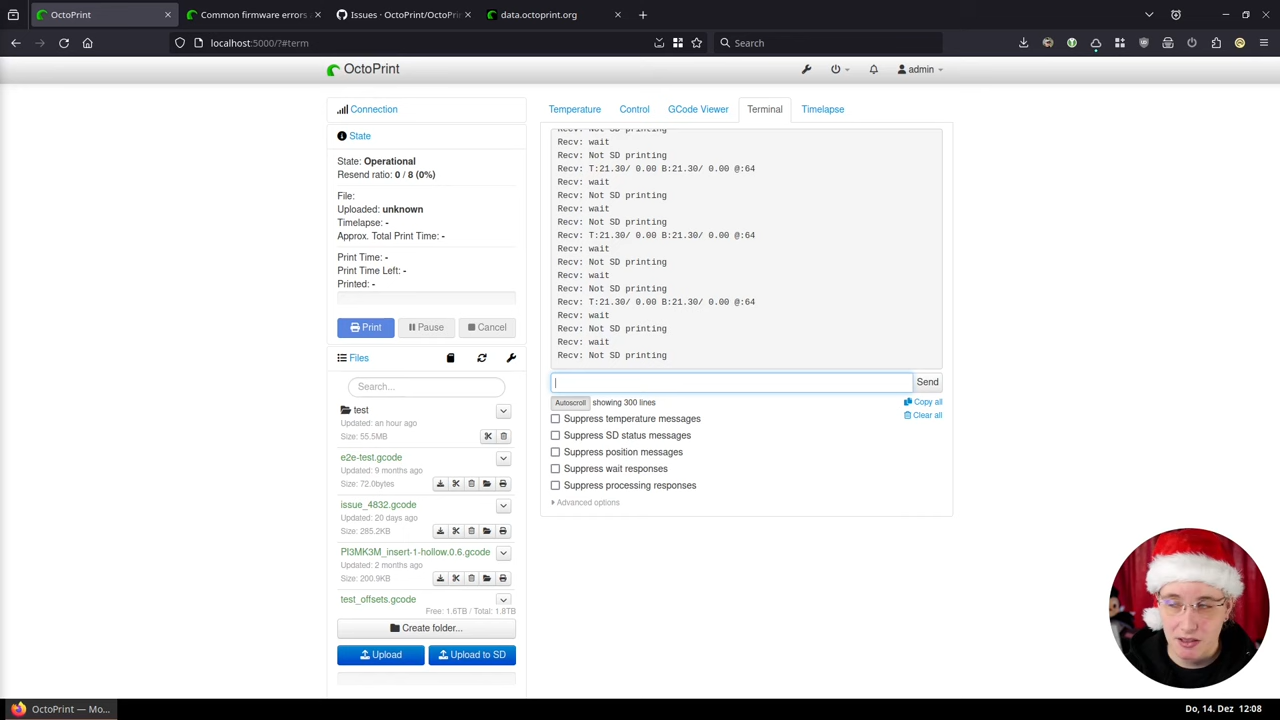 OctoPrint
Common firmware errors
Issues · OctoPrint/OctoPri
data.octoprint.org
localhost:5000/?#term
Search
OctoPrint
admin
Connection
State
State: Operational
Resend ratio: 0 / 8 (0%)
File:
Uploaded: unknown
Timelapse: -
Approx. Total Print Time: -
Print Time: -
Print Time Left: -
Printed: -
Print
Pause
Cancel
Files
Search...
test
Updated: an hour ago
Size: 55.5MB
e2e-test.gcode
Updated: 9 months ago
Size: 72.0bytes
issue_4832.gcode
Updated: 20 days ago
Size: 285.2KB
PI3MK3M_insert-1-hollow.0.6.gcode
Updated: 2 months ago
Size: 200.9KB
test_offsets.gcode
Free: 1.6TB / Total: 1.8TB
Create folder...
Upload
Upload to SD
Temperature
Control
GCode Viewer
Terminal
Timelapse
Recv: Not SD printing
Recv: wait
Recv: Not SD printing
Recv: T:21.30/ 0.00 B:21.30/ 0.00 @:64
Recv: wait
Recv: Not SD printing
Recv: wait
Recv: Not SD printing
Recv: T:21.30/ 0.00 B:21.30/ 0.00 @:64
Recv: wait
Recv: Not SD printing
Recv: wait
Recv: Not SD printing
Recv: T:21.30/ 0.00 B:21.30/ 0.00 @:64
Recv: wait
Recv: Not SD printing
Recv: wait
Recv: Not SD printing
Send
Autoscroll showing 300 lines
Copy all
Clear all
Suppress temperature messages
Suppress SD status messages
Suppress position messages
Suppress wait responses
Suppress processing responses
Advanced options
OctoPrint — Mo...
Do, 14. Dez 12:08